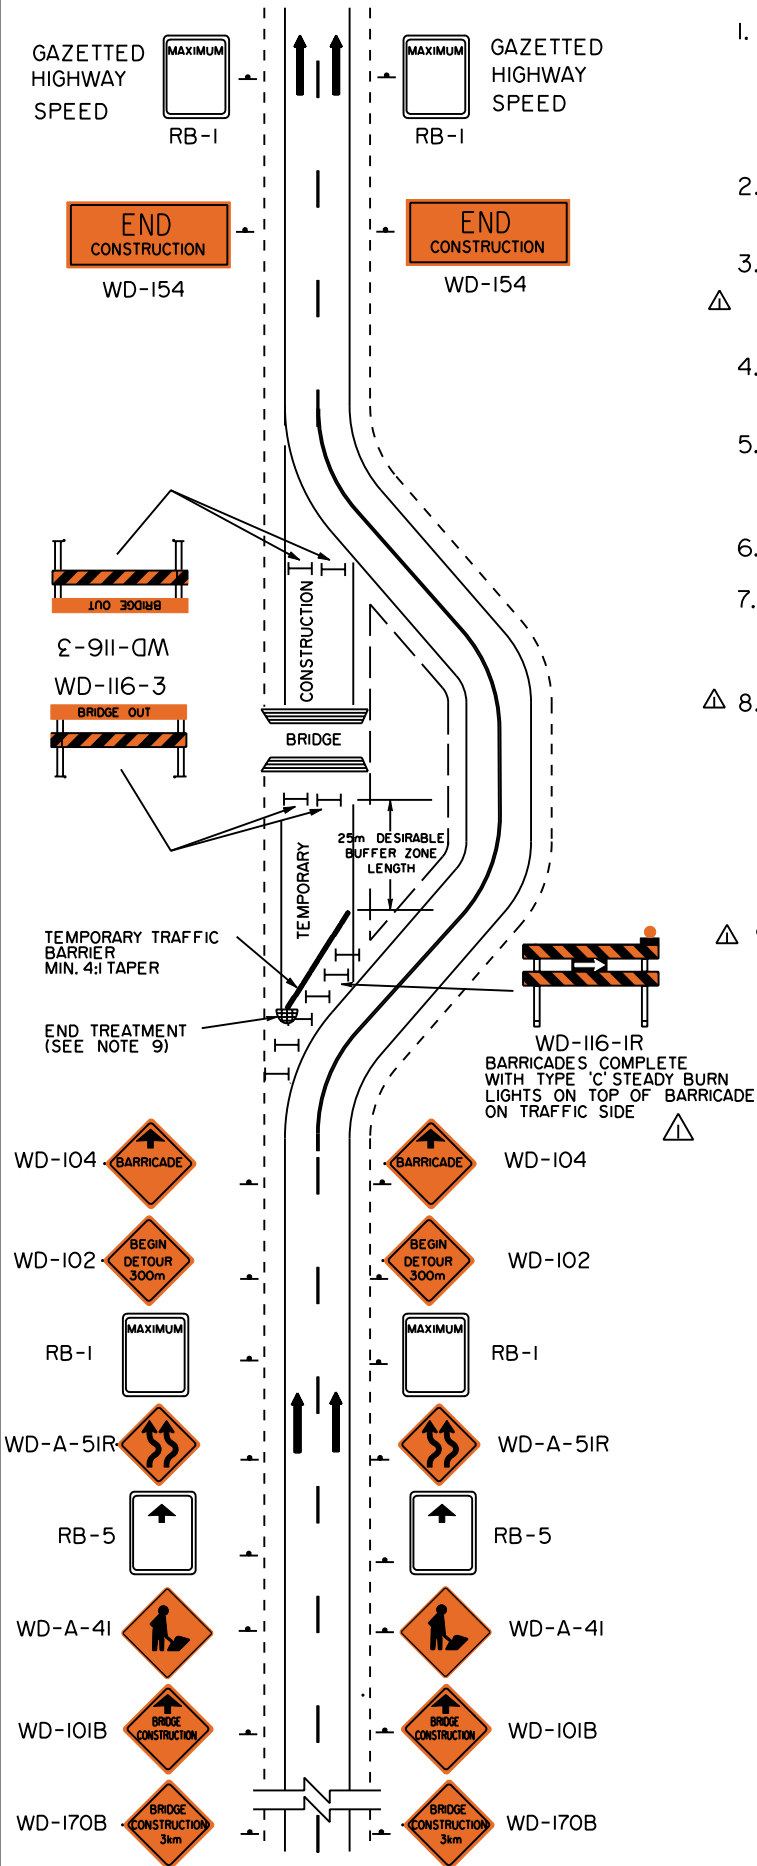 GAZETTED
HIGHWAY
SPEED
MAXIMUM
RB-1
MAXIMUM
RB-1
GAZETTED
HIGHWAY
SPEED
1.
2.
END
CONSTRUCTION
WD-154
END
CONSTRUCTION
WD-154
3.
1
4.
5.
6.
7.
BRIDGE OUT
WD-116-3
CONSTRUCTION
WD-116-3
BRIDGE OUT
BRIDGE
1 8.
25m DESIRABLE
BUFFER ZONE
LENGTH
TEMPORARY
TEMPORARY TRAFFIC
BARRIER
MIN. 4:1 TAPER
1
END TREATMENT
(SEE NOTE 9)
WD-116-1R
BARRICADES COMPLETE
WITH TYPE 'C' STEADY BURN
LIGHTS ON TOP OF BARRICADE
ON TRAFFIC SIDE
1
WD-104
BARRICADE
BARRICADE
WD-104
WD-102
BEGIN
DETOUR
300m
BEGIN
DETOUR
300m
WD-102
RB-1
MAXIMUM
MAXIMUM
RB-1
WD-A-51R
WD-A-51R
RB-5
RB-5
WD-A-41
WD-A-41
WD-101B
BRIDGE
CONSTRUCTION
BRIDGE
CONSTRUCTION
WD-101B
WD-170B
BRIDGE
CONSTRUCTION
3km
BRIDGE
CONSTRUCTION
3km
WD-170B